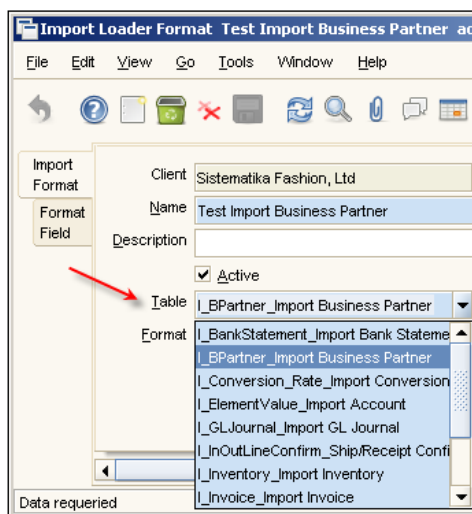 Import Loader Format Test Import Business Partner ad
File Edit View Go Tools Window Help
Import Format
Format Field
Client Sistematika Fashion, Ltd
Name Test Import Business Partner
Description
Active
Table I_BPartner_Import Business Partner
Format
I_BankStatement_Import Bank Stateme
I_BPartner_Import Business Partner
I_Conversion_Rate_Import Conversion
I_ElementValue_Import Account
I_GLJournal_Import GL Journal
I_InOutLineConfirm_Ship/Receipt Confi
I_Inventory_Import Inventory
I_Invoice_Import Invoice
Data requeried